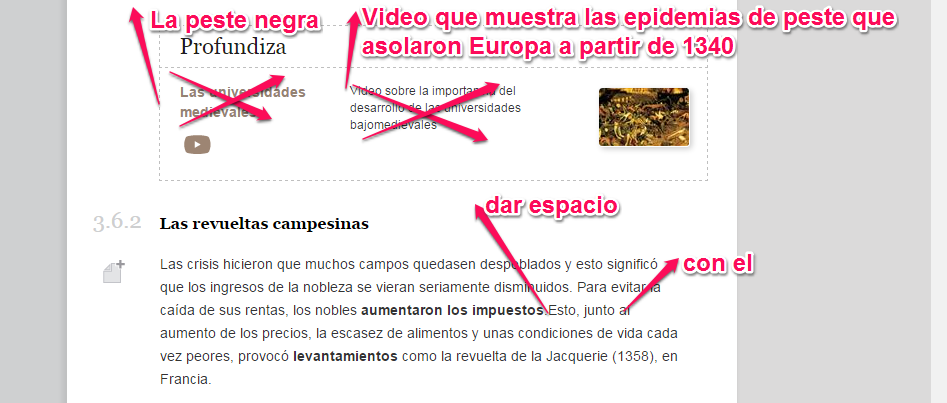 La peste negra
Video que muestra las epidemias de peste que
asolaron Europa a partir de 1340
Profundiza
Las universidades
medievales
Video sobre la importancia del
desarrollo de las universidades
bajomedievales
dar espacio
3.6.2 Las revueltas campesinas
con el
Las crisis hicieron que muchos campos quedasen despoblados y esto significó
que los ingresos de la nobleza se vieran seriamente disminuidos. Para evitar la
caída de sus rentas, los nobles aumentaron los impuestos.Esto, junto al
aumento de los precios, la escasez de alimentos y unas condiciones de vida cada
vez peores, provocó levantamientos como la revuelta de la Jacquerie (1358), en
Francia.